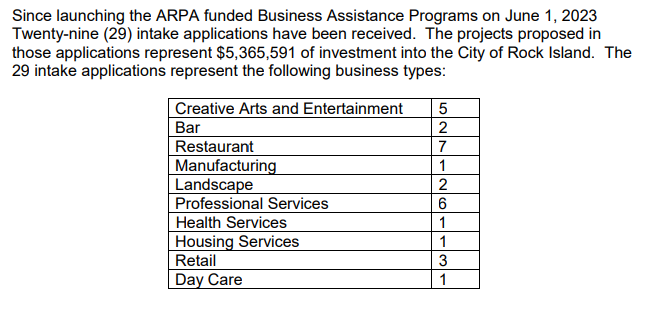 Since launching the ARPA funded Business Assistance Programs on June 1, 2023
Twenty-nine (29) intake applications have been received.  The projects proposed in
those applications represent $5,365,591 of investment into the City of Rock Island.  The
29 intake applications represent the following business types:
Creative Arts and Entertainment 5
Bar 2
Restaurant 7
Manufacturing 1
Landscape 2
Professional Services 6
Health Services 1
Housing Services 1
Retail 3
Day Care 1